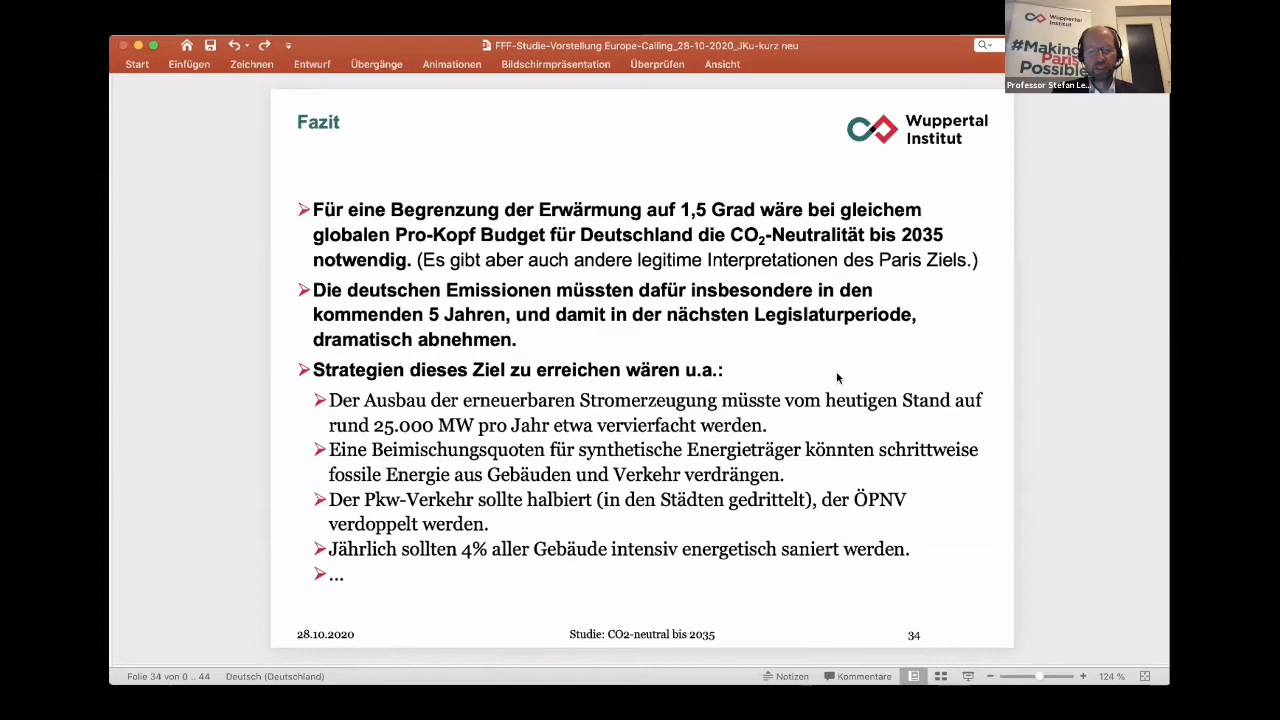 FFF-Studie-Vorstellung Europe-Calling_28-10-2020_JKu-kurz neu
Start Einfügen Zeichnen Entwurf Übergänge Animationen Bildschirmpräsentation Überprüfen Ansicht
Wuppertal
Institut
#Making
Paris
Possible
Professor Stefan Le...
Fazit
Wuppertal
Institut
Für eine Begrenzung der Erwärmung auf 1,5 Grad wäre bei gleichem
globalen Pro-Kopf Budget für Deutschland die CO₂-Neutralität bis 2035
notwendig. (Es gibt aber auch andere legitime Interpretationen des Paris Ziels.)
Die deutschen Emissionen müssten dafür insbesondere in den
kommenden 5 Jahren, und damit in der nächsten Legislaturperiode,
dramatisch abnehmen.
Strategien dieses Ziel zu erreichen wären u.a.:
Der Ausbau der erneuerbaren Stromerzeugung müsste vom heutigen Stand auf
rund 25.000 MW pro Jahr etwa vervierfacht werden.
Eine Beimischungsquoten für synthetische Energieträger könnten schrittweise
fossile Energie aus Gebäuden und Verkehr verdrängen.
Der Pkw-Verkehr sollte halbiert (in den Städten gedrittelt), der ÖPNV
verdoppelt werden.
Jährlich sollten 4% aller Gebäude intensiv energetisch saniert werden.
...
28.10.2020 Studie: CO2-neutral bis 2035 34
Folie 34 von 0 .. 44 Deutsch (Deutschland) Notizen Kommentare 124 %